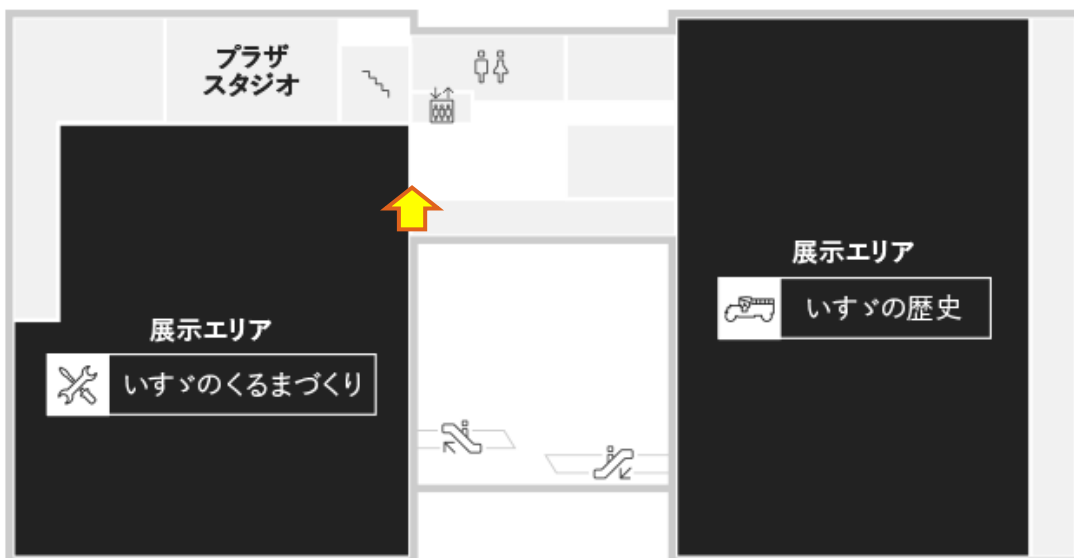 プラザ
スタジオ
展示エリア
いすゞの歴史
展示エリア
いすゞのくるまづくり